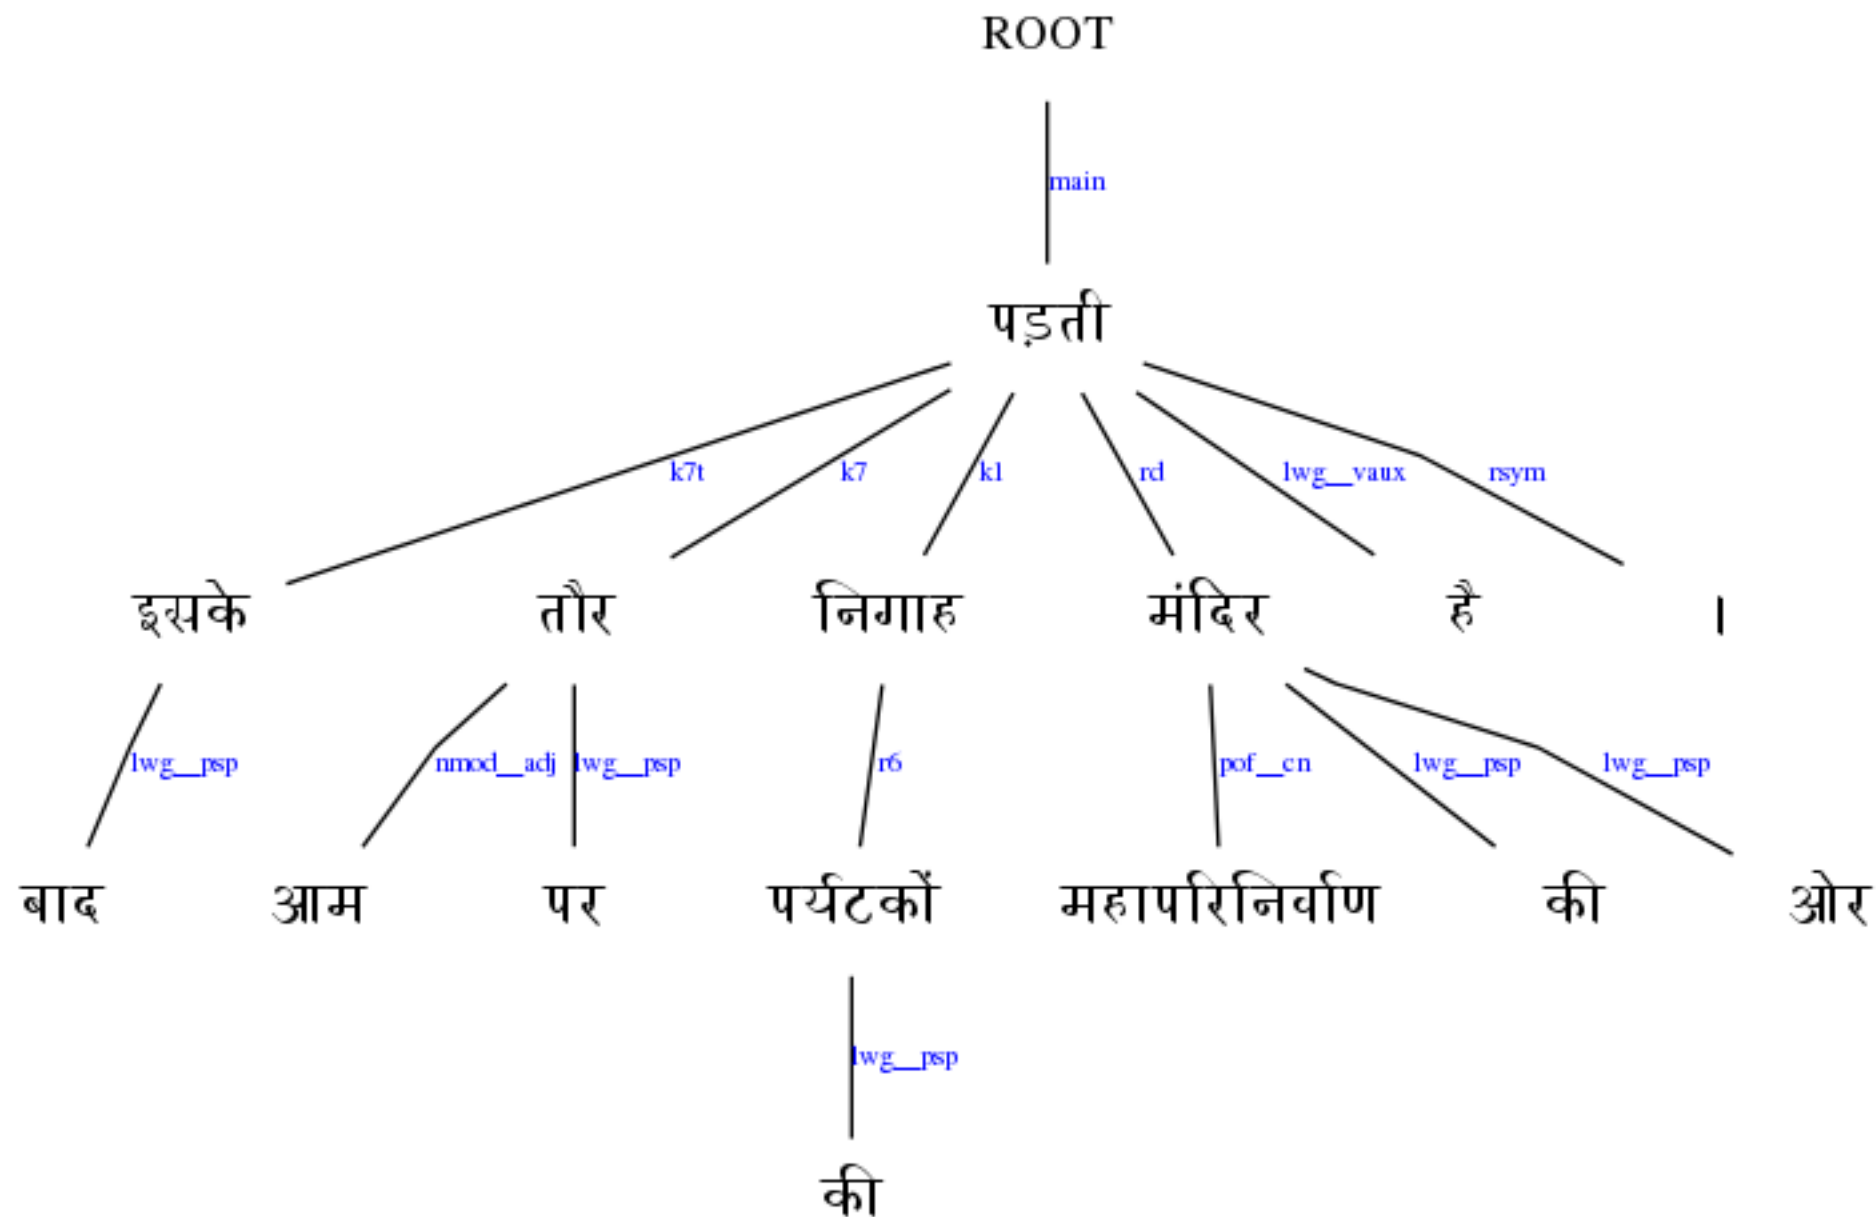 ROOT
main
पड़ती
k7t k7 k1 rd lwg__vaux rsym
इसके तौर निगाह मंदिर है ।
lwg__psp nmod__adj lwg__psp r6 pof__cn lwg__psp lwg__psp
बाद आम पर पर्यटकों महापरिनिर्वाण की ओर
lwg__psp
की